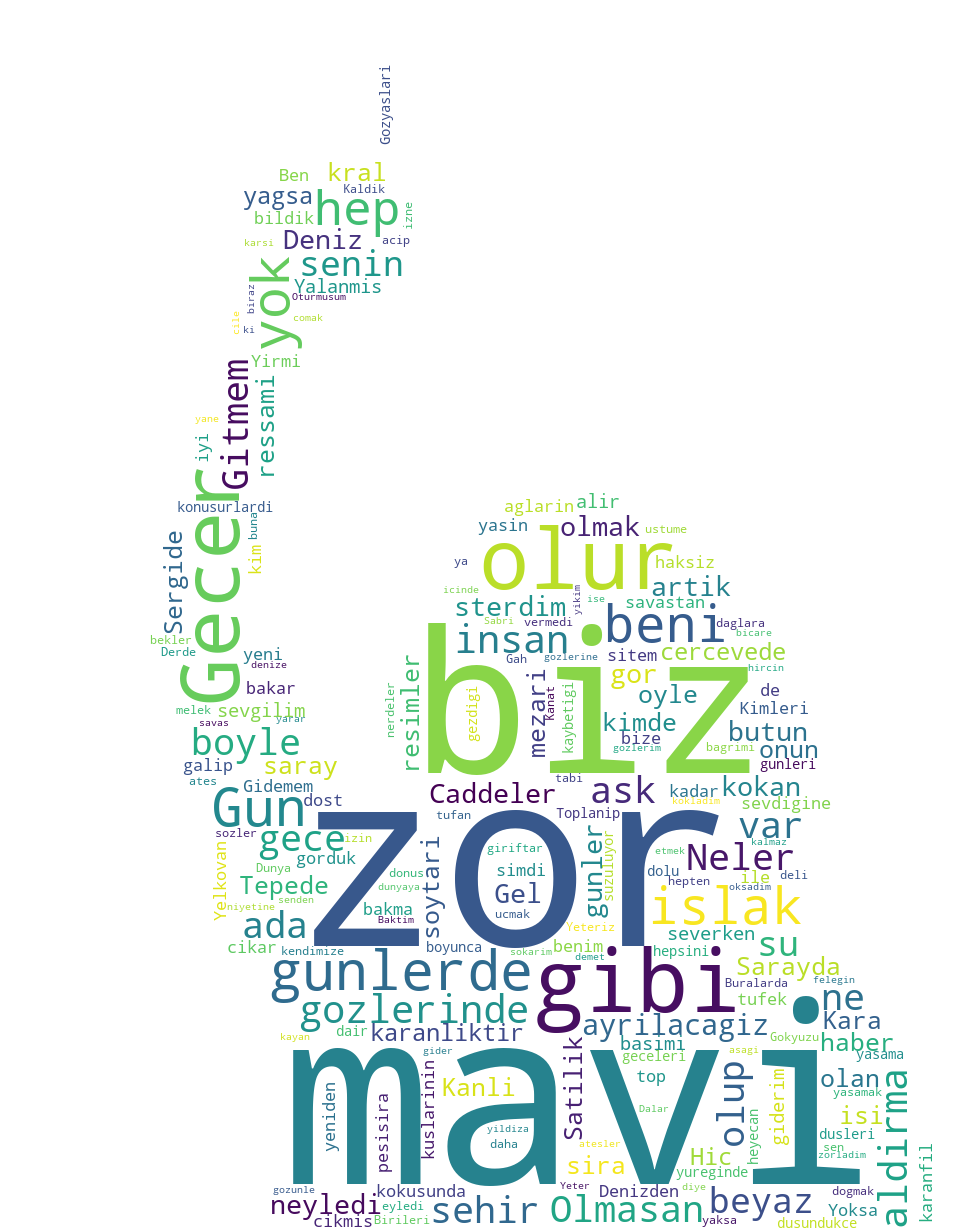 Gozyaslari
Ben
kral
Kaldik
yagsa
hep
bildik
izne
karsi
Deniz
acip
senin
Yalanmis
biraz
Oturmusum
yok
cile
ki
comak
Yirmi
Gitmem
ressami
yane
iyi
Gecer
konusurlardi
buna
kim
Sergide
bekler
Derde
yeni
denize
bakar
melek
sevgilim
savas
yarar
boyle
galip
saray
ates
Gidemem
dost
Gun
sozler
gece
izin
gorduk
Dunya
Yelkovan
Tepede
senden
niyetine
ada
cikar
kendimize
aglarin
alir
yasin
olmak
ustume
ya
olur
haksiz
icinde
artik
sterdim
yikim
ise
savastan
Sabri
vermedi
beni
daglara
bicare
insan
Gah
gozlerine
sitem
cercevede
hircin
nerdeler
resimler
biz
gezdigi
mezari
Kanat
kaybetigi
gor
oyle
de
Kimleri
kimde
bize
gozlerim
butun
bagrimi
onun
gunleri
tabi
Caddeler
ask
kadar
kokladim
kokan
sevdigine
tufan
Toplanip
zor
var
giriftar
simdi
Gel
ucmak
soytari
donus
dunyaya
bakma
Baktim
boyunca
gunler
suzuluyor
etmek
kalmaz
Neler
dolu
hepten
ile
deli
oksadim
islak
Yeteriz
severken
su
sokarim
benim
demet
hepsini
gunlerde
gibi
Sarayda
Buralarda
felegin
tufek
ne
gozlerinde
kayan
dair
karanliktir
ayrilacagiz
Kara
basimi
Gokyuzu
haber
gider
geceleri
asagi
yasama
mavi
Kanli
Satilik
top
olup
olan
yasamak
giderim
isi
aldirma
yeniden
pesisira
kuslarinin
yildiza
daha
Dalar
atesler
heyecan
dusleri
sen
zorladim
karanfil
sira
Hic
yureginde
gozunle
kokusunda
Yeter
Denizden
diye
dogmak
neyledi
eyledi
sehir
Olmasan
beyaz
Yoksa
cikmis
Birileri
yaksa
dusundukce